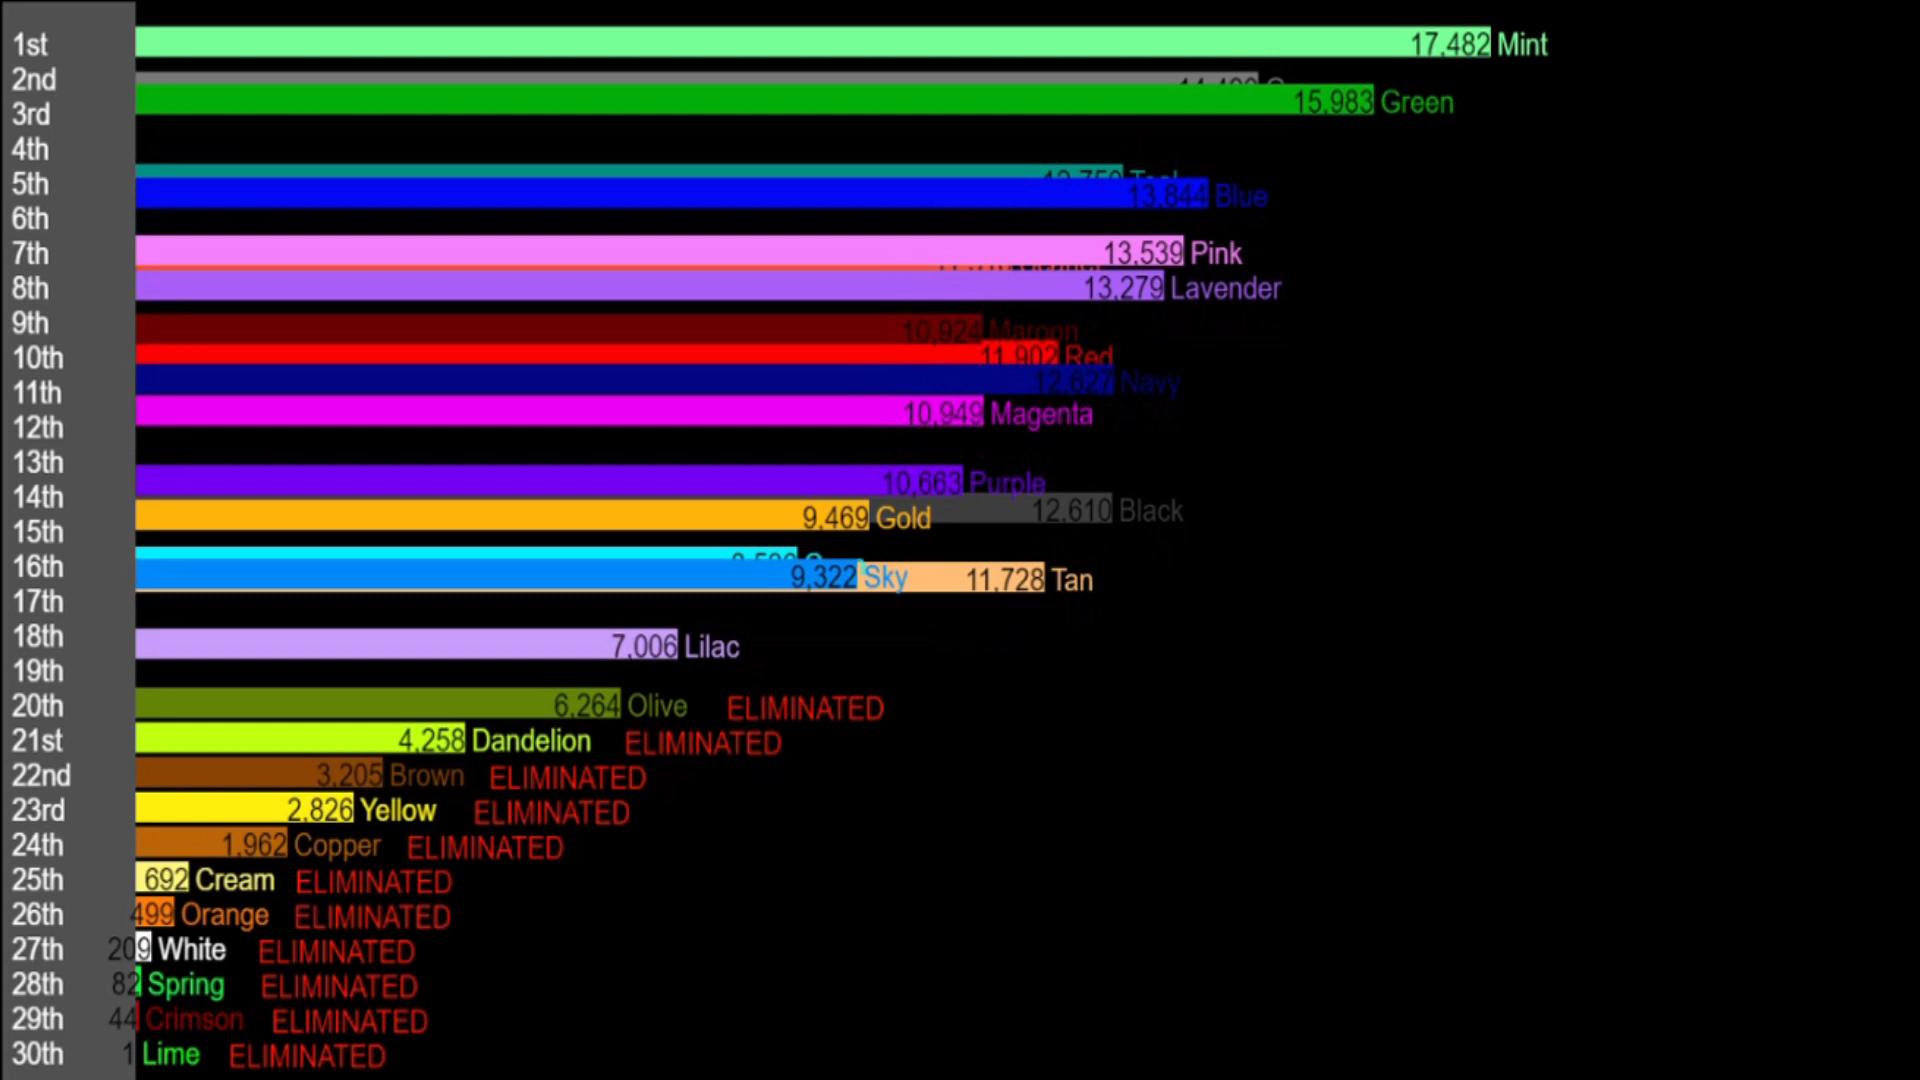 1st 17,482 Mint
2nd
3rd 15,983 Green
4th
5th 13,844 Blue
6th
7th 13,539 Pink
8th 13,279 Lavender
9th 10,924 Maroon
10th 11,902 Red
11th 12,627 Navy
12th 10,949 Magenta
13th 10,663 Purple
14th 12,610 Black
15th 9,469 Gold
16th 9,322 Sky 11,728 Tan
17th
18th 7,006 Lilac
19th
20th 6,264 Olive ELIMINATED
21st 4,258 Dandelion ELIMINATED
22nd 3,205 Brown ELIMINATED
23rd 2,826 Yellow ELIMINATED
24th 1,962 Copper ELIMINATED
25th 692 Cream ELIMINATED
26th 499 Orange ELIMINATED
27th 209 White ELIMINATED
28th 82 Spring ELIMINATED
29th 44 Crimson ELIMINATED
30th 1 Lime ELIMINATED